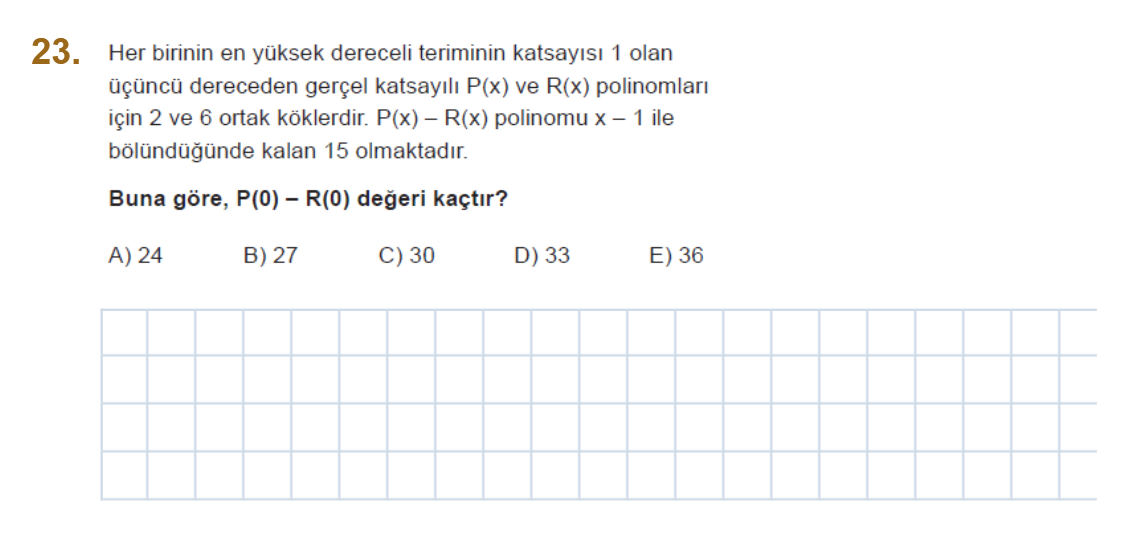 23. Her birinin en yüksek dereceli teriminin katsayısı 1 olan
üçüncü dereceden gerçel katsayılı P(x) ve R(x) polinomları
için 2 ve 6 ortak köklerdir. P(x) – R(x) polinomu x – 1 ile
bölündüğünde kalan 15 olmaktadır.
Buna göre, P(0) – R(0) değeri kaçtır?
A) 24 B) 27 C) 30 D) 33 E) 36